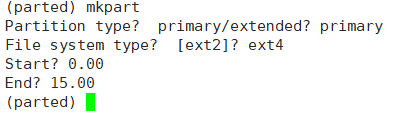 (parted) mkpart
Partition type?  primary/extended? primary
File system type?  [ext2]? ext4
Start? 0.00
End? 15.00
(parted)